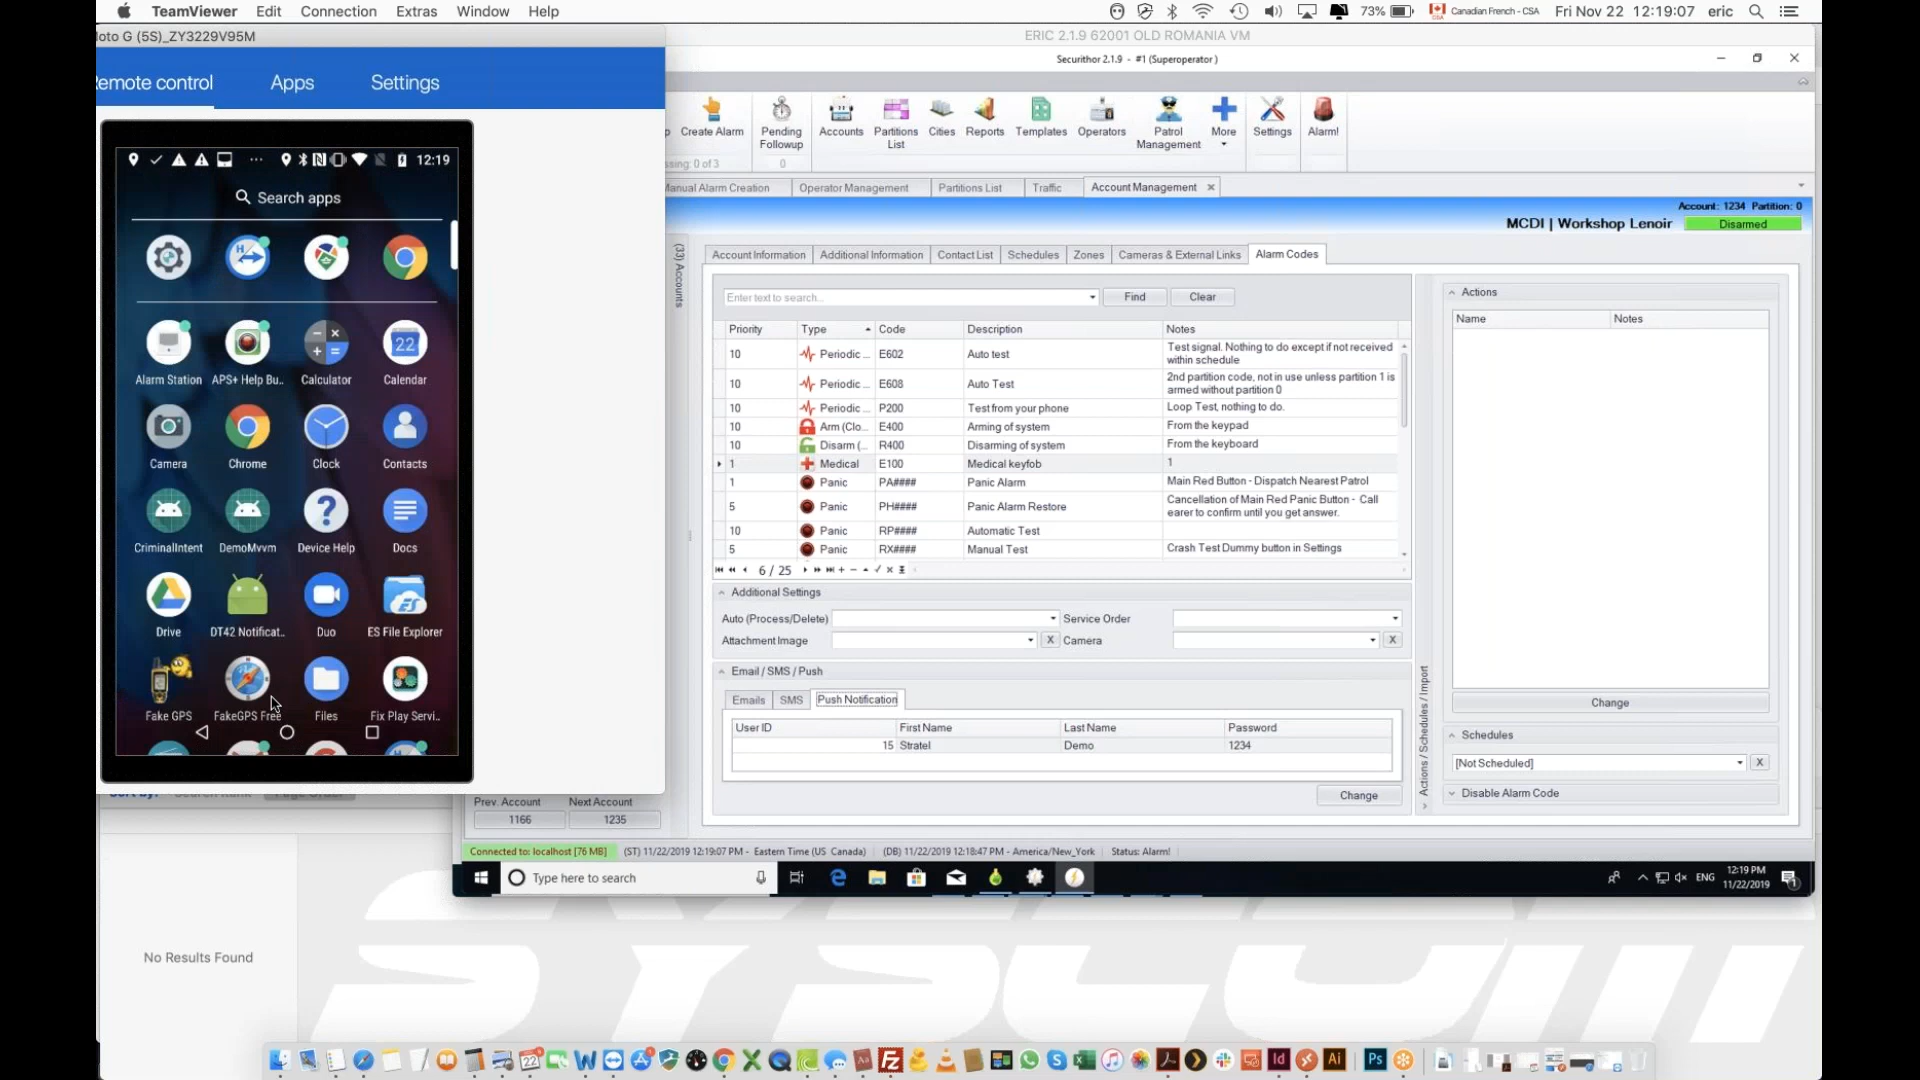 TeamViewer Edit Connection Extras Window Help
73% Canadian French - CSA Fri Nov 22 12:19:07 eric
oto G (5S)_ZY3229V95M
ERIC 2.1.9 62001 OLD ROMANIA VM
Securithor 2.1.9 - #1 (Superoperator )
emote control Apps Settings
12:19
Search apps
Alarm Station APS+ Help Bu.. Calculator Calendar
22
Camera Chrome Clock Contacts
CriminalIntent DemoMvvm Device Help Docs
Drive DT42 Notificat.. Duo ES File Explorer
Fake GPS FakeGPS Free Files Fix Play Servi..
Create Alarm Pending Followup Accounts Partitions List Cities Reports Templates Operators Patrol Management More Settings Alarm!
ssing: 0 of 3 0
Manual Alarm Creation Operator Management Partitions List Traffic Account Management
Account: 1234 Partition: 0
MCDI | Workshop Lenoir Disarmed
(33) Accounts
Account Information Additional Information Contact List Schedules Zones Cameras & External Links Alarm Codes
Enter text to search... Find Clear
Priority Type Code Description Notes
10 Periodic ... E602 Auto test Test signal. Nothing to do except if not received within schedule
10 Periodic ... E608 Auto Test 2nd partition code, not in use unless partition 1 is armed without partition 0
10 Periodic ... P200 Test from your phone Loop Test, nothing to do.
10 Arm (Clo... E400 Arming of system From the keypad
10 Disarm (... R400 Disarming of system From the keyboard
1 Medical E100 Medical keyfob 1
1 Panic PA#### Panic Alarm Main Red Button - Dispatch Nearest Patrol
5 Panic PH#### Panic Alarm Restore Cancellation of Main Red Panic Button - Call earer to confirm until you get answer.
10 Panic RP#### Automatic Test
5 Panic RX#### Manual Test Crash Test Dummy button in Settings
6 / 25
Additional Settings
Auto (Process/Delete) Service Order
Attachment Image X Camera X
Email / SMS / Push
Emails SMS Push Notification
User ID First Name Last Name Password
15 Stratel Demo 1234
Change
Actions / Schedules / Import
Actions
Name Notes
Change
Schedules
[Not Scheduled] X
Disable Alarm Code
Prev. Account Next Account
1166 1235
Connected to: localhost [76 MB] (ST) 11/22/2019 12:19:07 PM - Eastern Time (US Canada) (DB) 11/22/2019 12:18:47 PM - America/New_York Status: Alarm!
Type here to search
ENG 12:19 PM
11/22/2019
No Results Found
SYSCOM